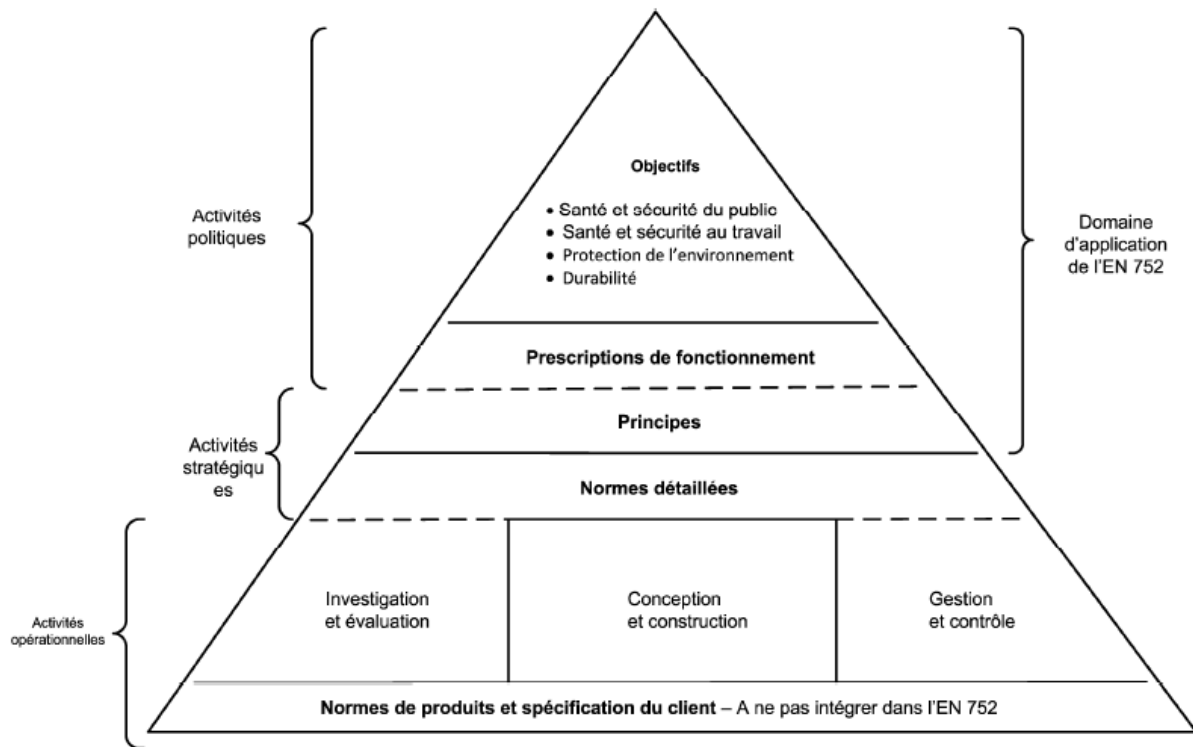 Objectifs
• Santé et sécurité du public
• Santé et sécurité au travail
• Protection de l'environnement
• Durabilité
Activités
politiques
Domaine
d'application
de l'EN 752
Prescriptions de fonctionnement
Principes
Activités
stratégiqu
es
Normes détaillées
Activités
opérationnelles
Investigation
et évaluation
Conception
et construction
Gestion
et contrôle
Normes de produits et spécification du client – A ne pas intégrer dans l'EN 752